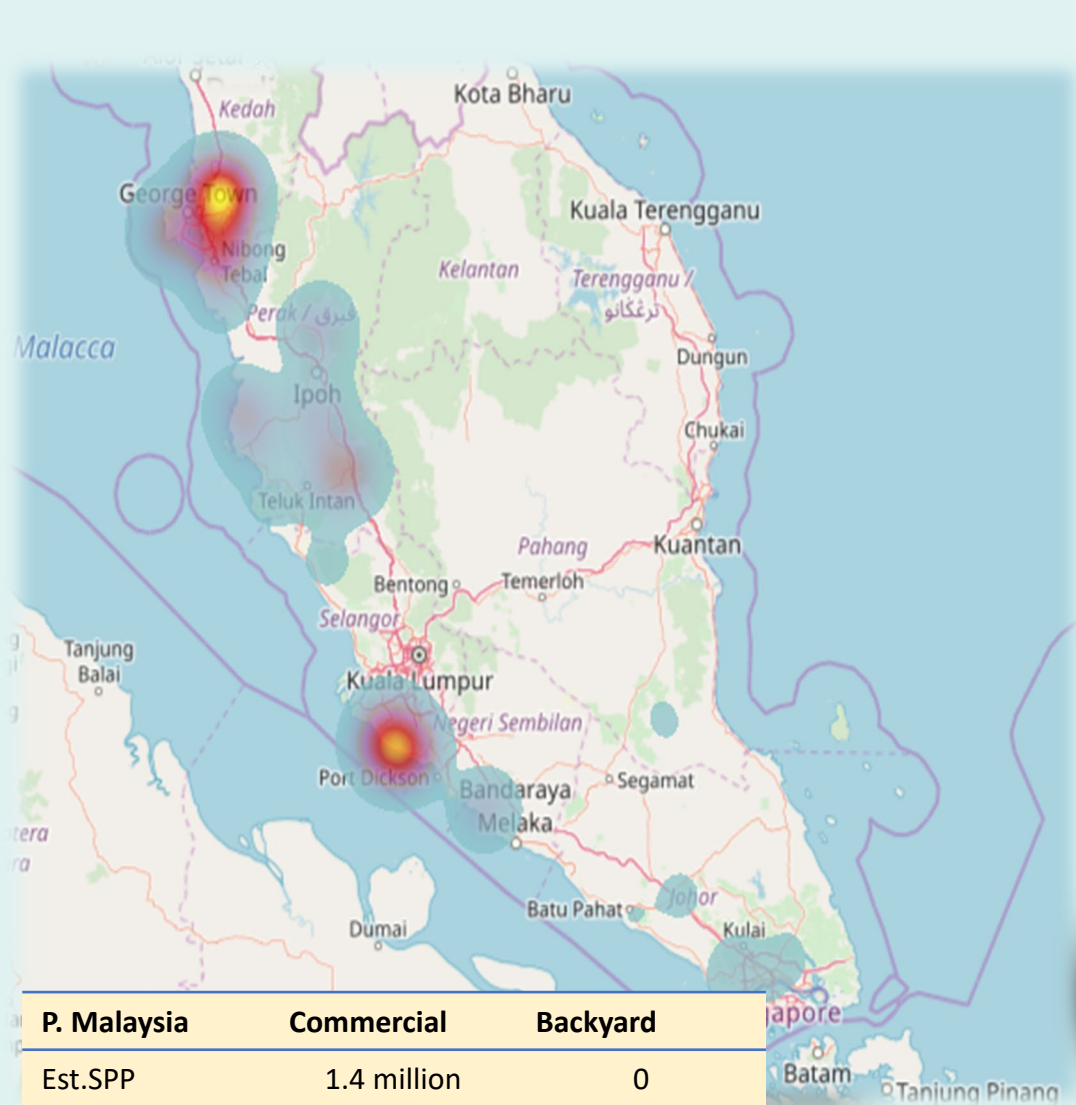 Kota Bharu
Kedah
George Town
Kuala Terengganu
Nibong
Tebal
Kelantan
Terengganu /
ترڠݢانو
Perak / ڤيرق
Malacca
Dungun
Ipoh
Chukai
Teluk Intan
Pahang
Kuantan
Bentong
Temerloh
Selangor
Tanjung
Balai
Kuala Lumpur
Negeri Sembilan
Port Dickson
Segamat
Bandaraya
Melaka
Johor
Batu Pahat
Kulai
Dumai
gapore
Batam
Tanjung Pinang
P. Malaysia Commercial Backyard
Est.SPP 1.4 million 0